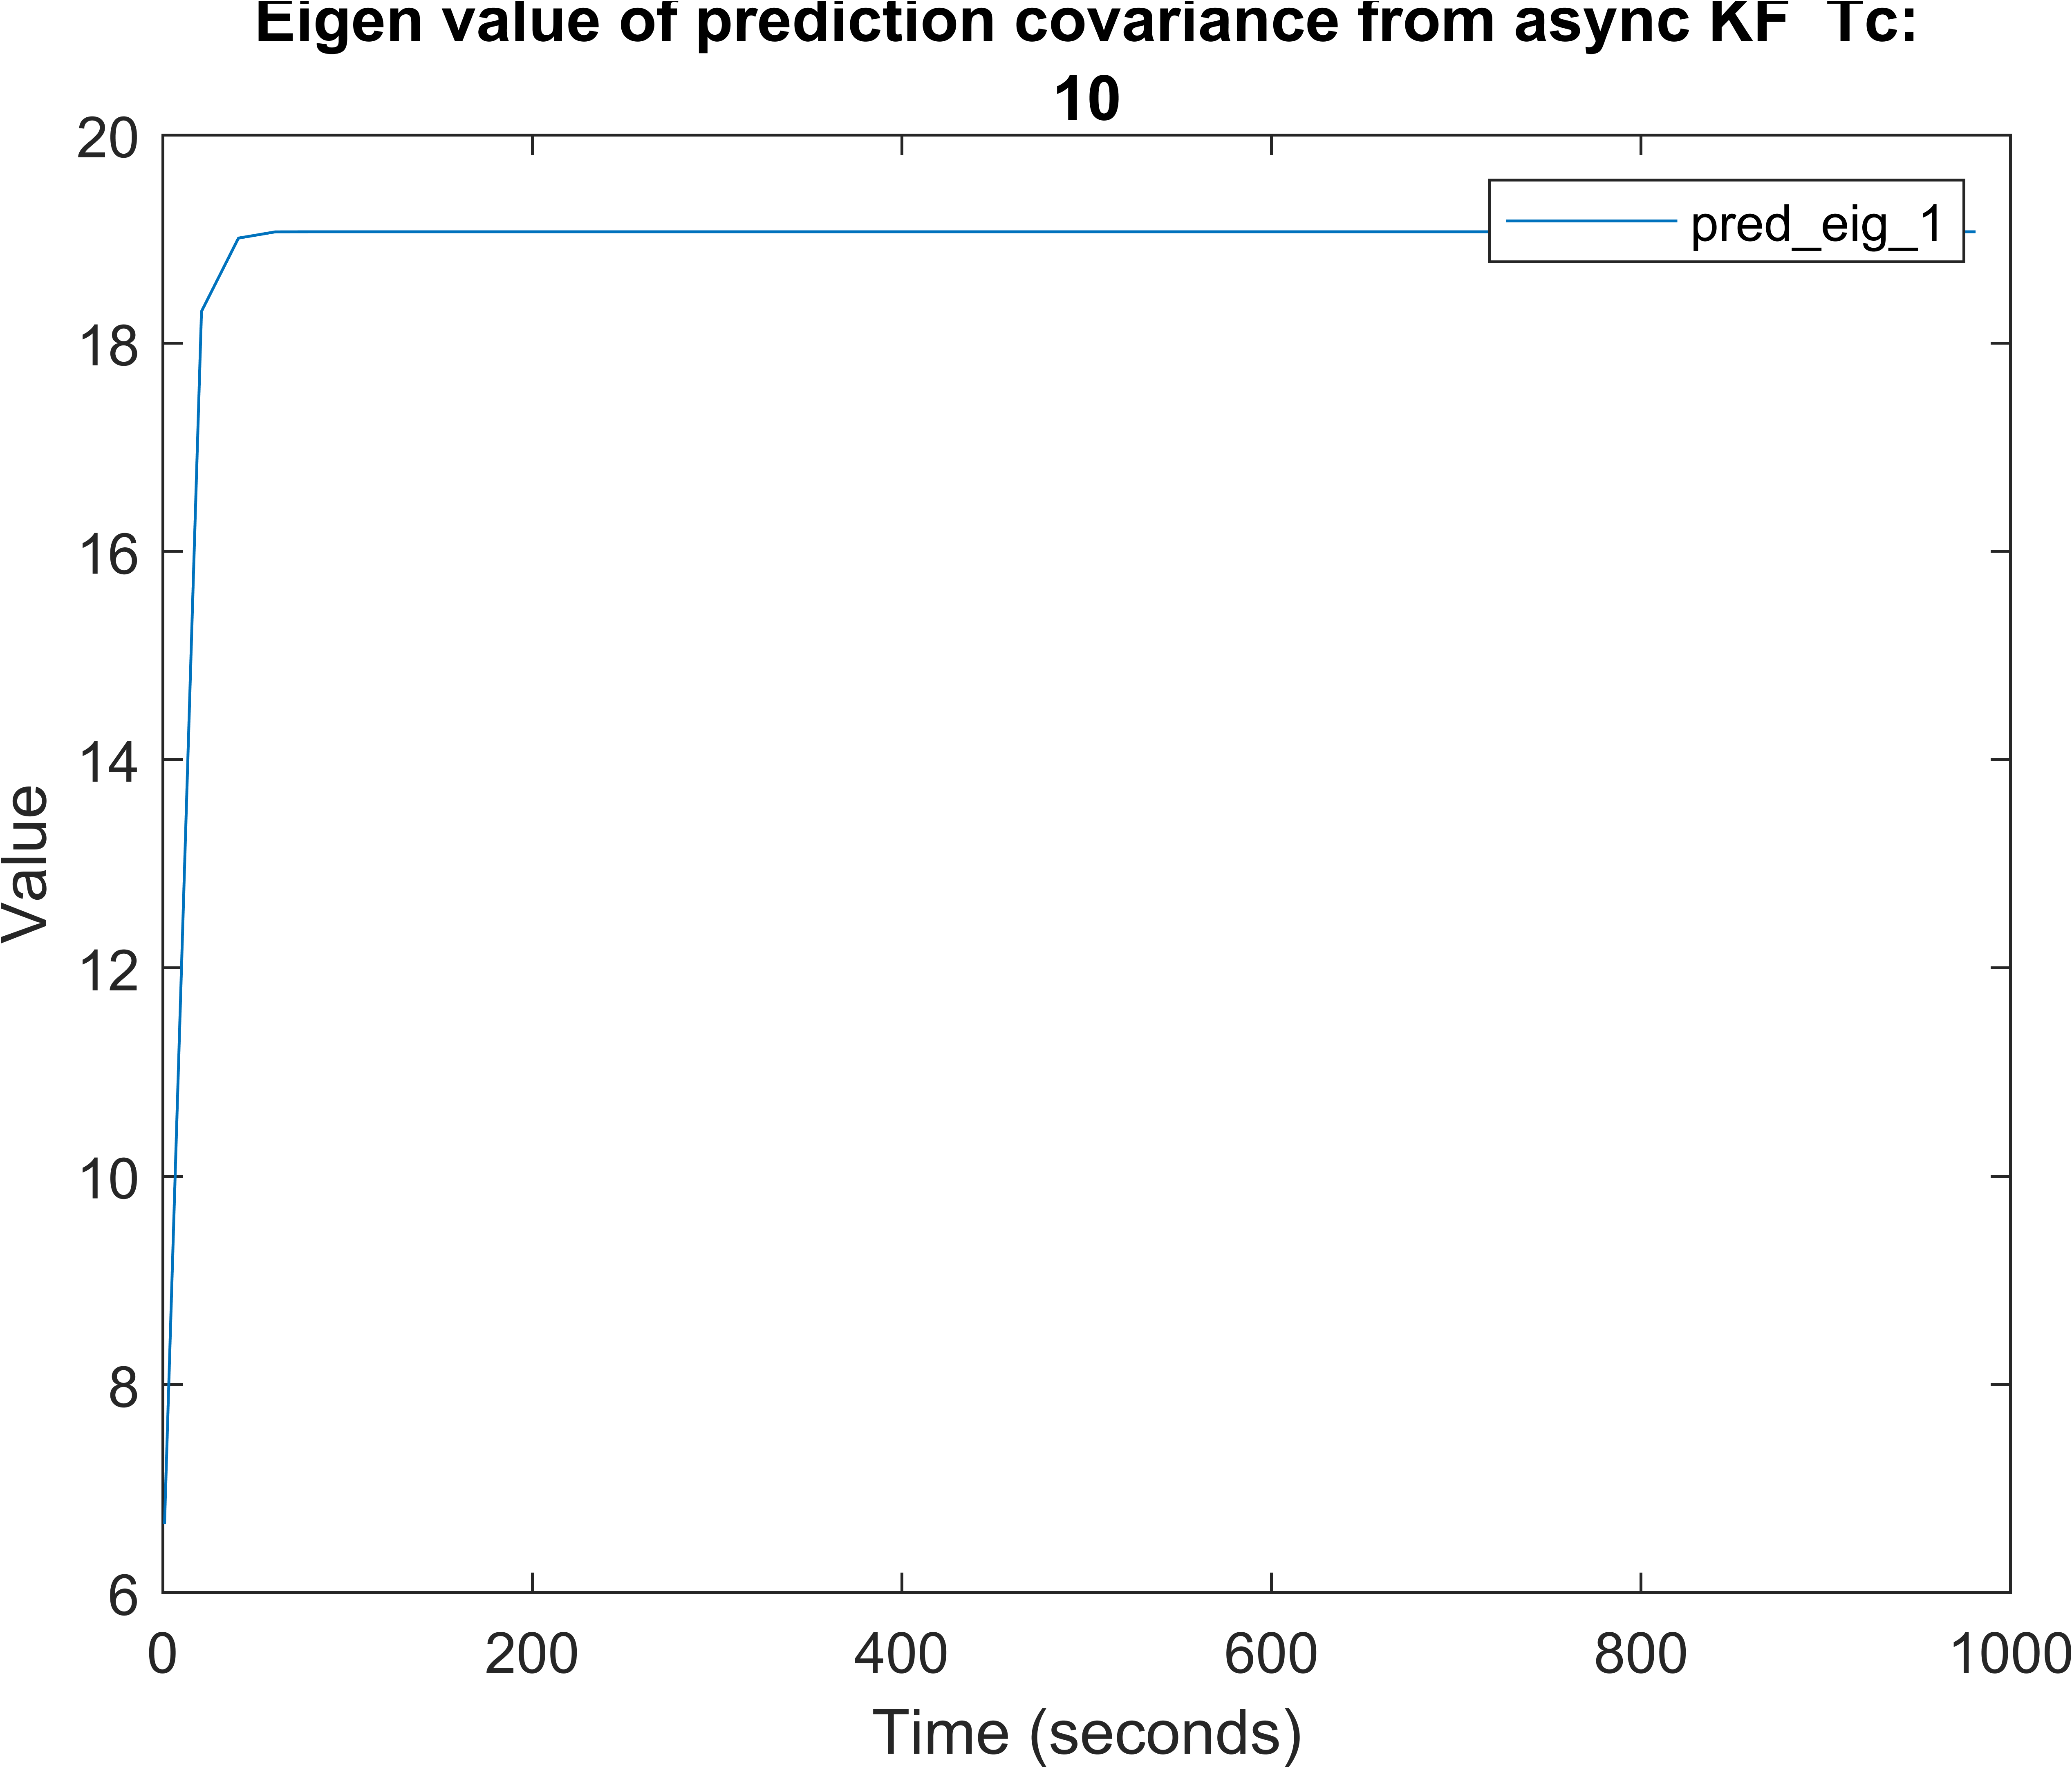 Eigen value of prediction covariance from async KF  Tc:
10
20
pred_eig_1
18
16
14
Value
12
10
8
6
0 200 400 600 800 1000
Time (seconds)